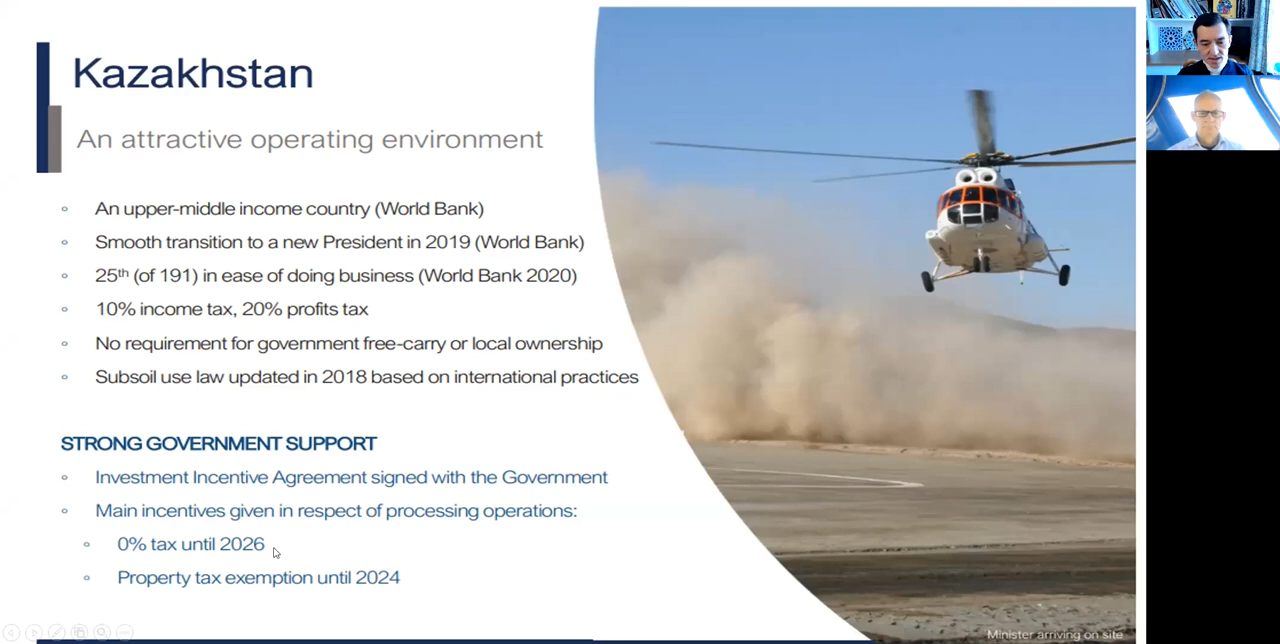 Kazakhstan
An attractive operating environment
An upper-middle income country (World Bank)
Smooth transition to a new President in 2019 (World Bank)
25th (of 191) in ease of doing business (World Bank 2020)
10% income tax, 20% profits tax
No requirement for government free-carry or local ownership
Subsoil use law updated in 2018 based on international practices
STRONG GOVERNMENT SUPPORT
Investment Incentive Agreement signed with the Government
Main incentives given in respect of processing operations:
0% tax until 2026
Property tax exemption until 2024
Minister arriving on site